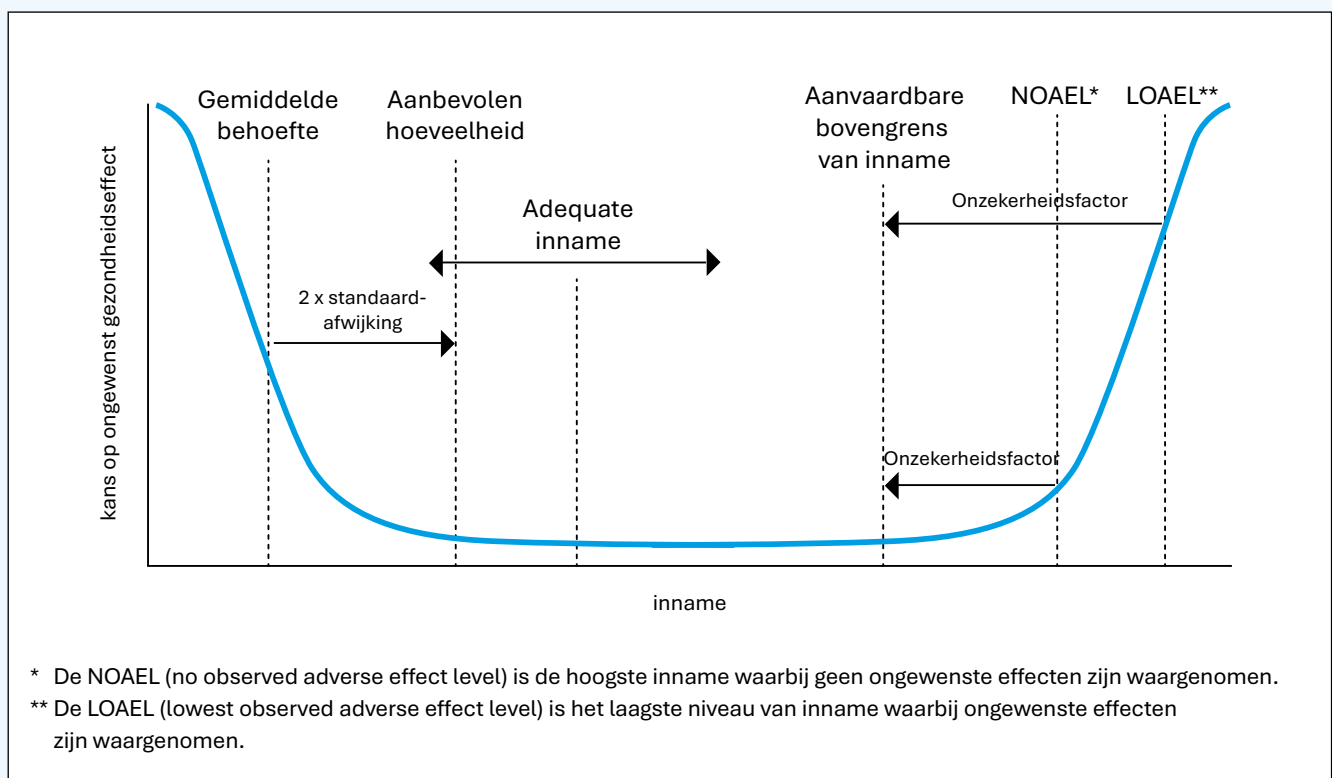 Gemiddelde
behoefte
Aanbevolen
hoeveelheid
Aanvaardbare
bovengrens
van inname
NOAEL*
LOAEL**
Onzekerheidsfactor
Adequate
inname
2 x standaard-
afwijking
Onzekerheidsfactor
kans op ongewenst gezondheidseffect
inname
* De NOAEL (no observed adverse effect level) is de hoogste inname waarbij geen ongewenste effecten zijn waargenomen.
** De LOAEL (lowest observed adverse effect level) is het laagste niveau van inname waarbij ongewenste effecten
zijn waargenomen.